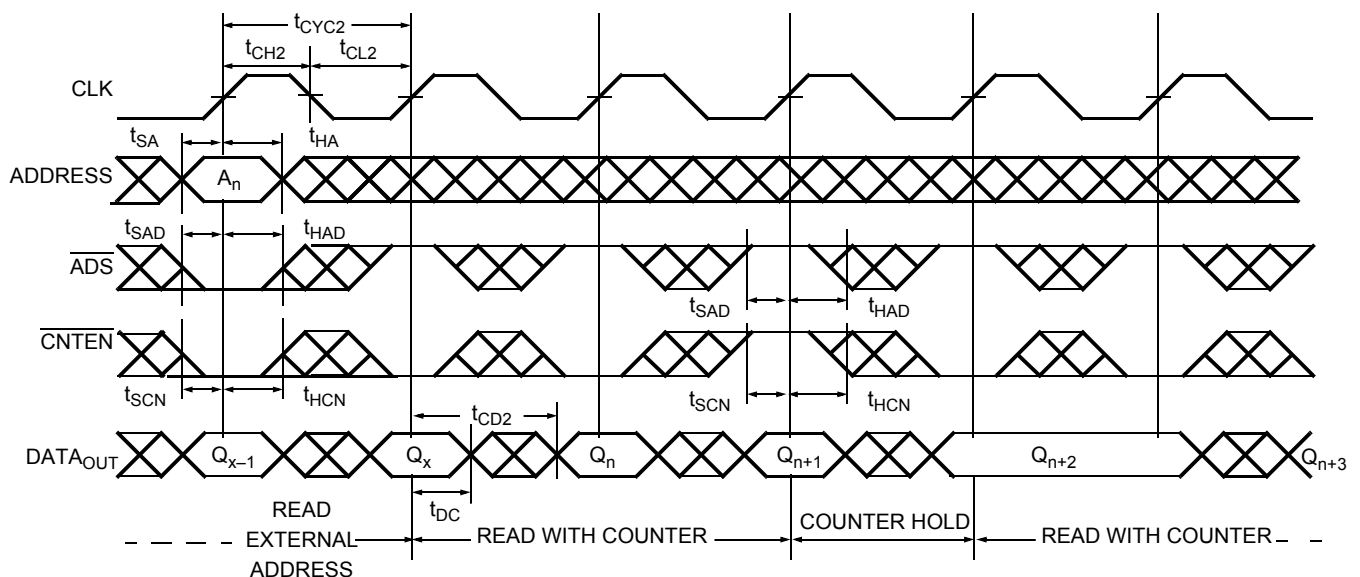 tCYC2
tCH2 tCL2
CLK
tSA tHA
ADDRESS An
tSAD tHAD
ADS
tSAD tHAD
CNTEN
tSCN tHCN tSCN tHCN
tCD2
DATAOUT Qx–1 Qx Qn Qn+1 Qn+2 Qn+3
tDC
READ EXTERNAL ADDRESS
READ WITH COUNTER
COUNTER HOLD
READ WITH COUNTER